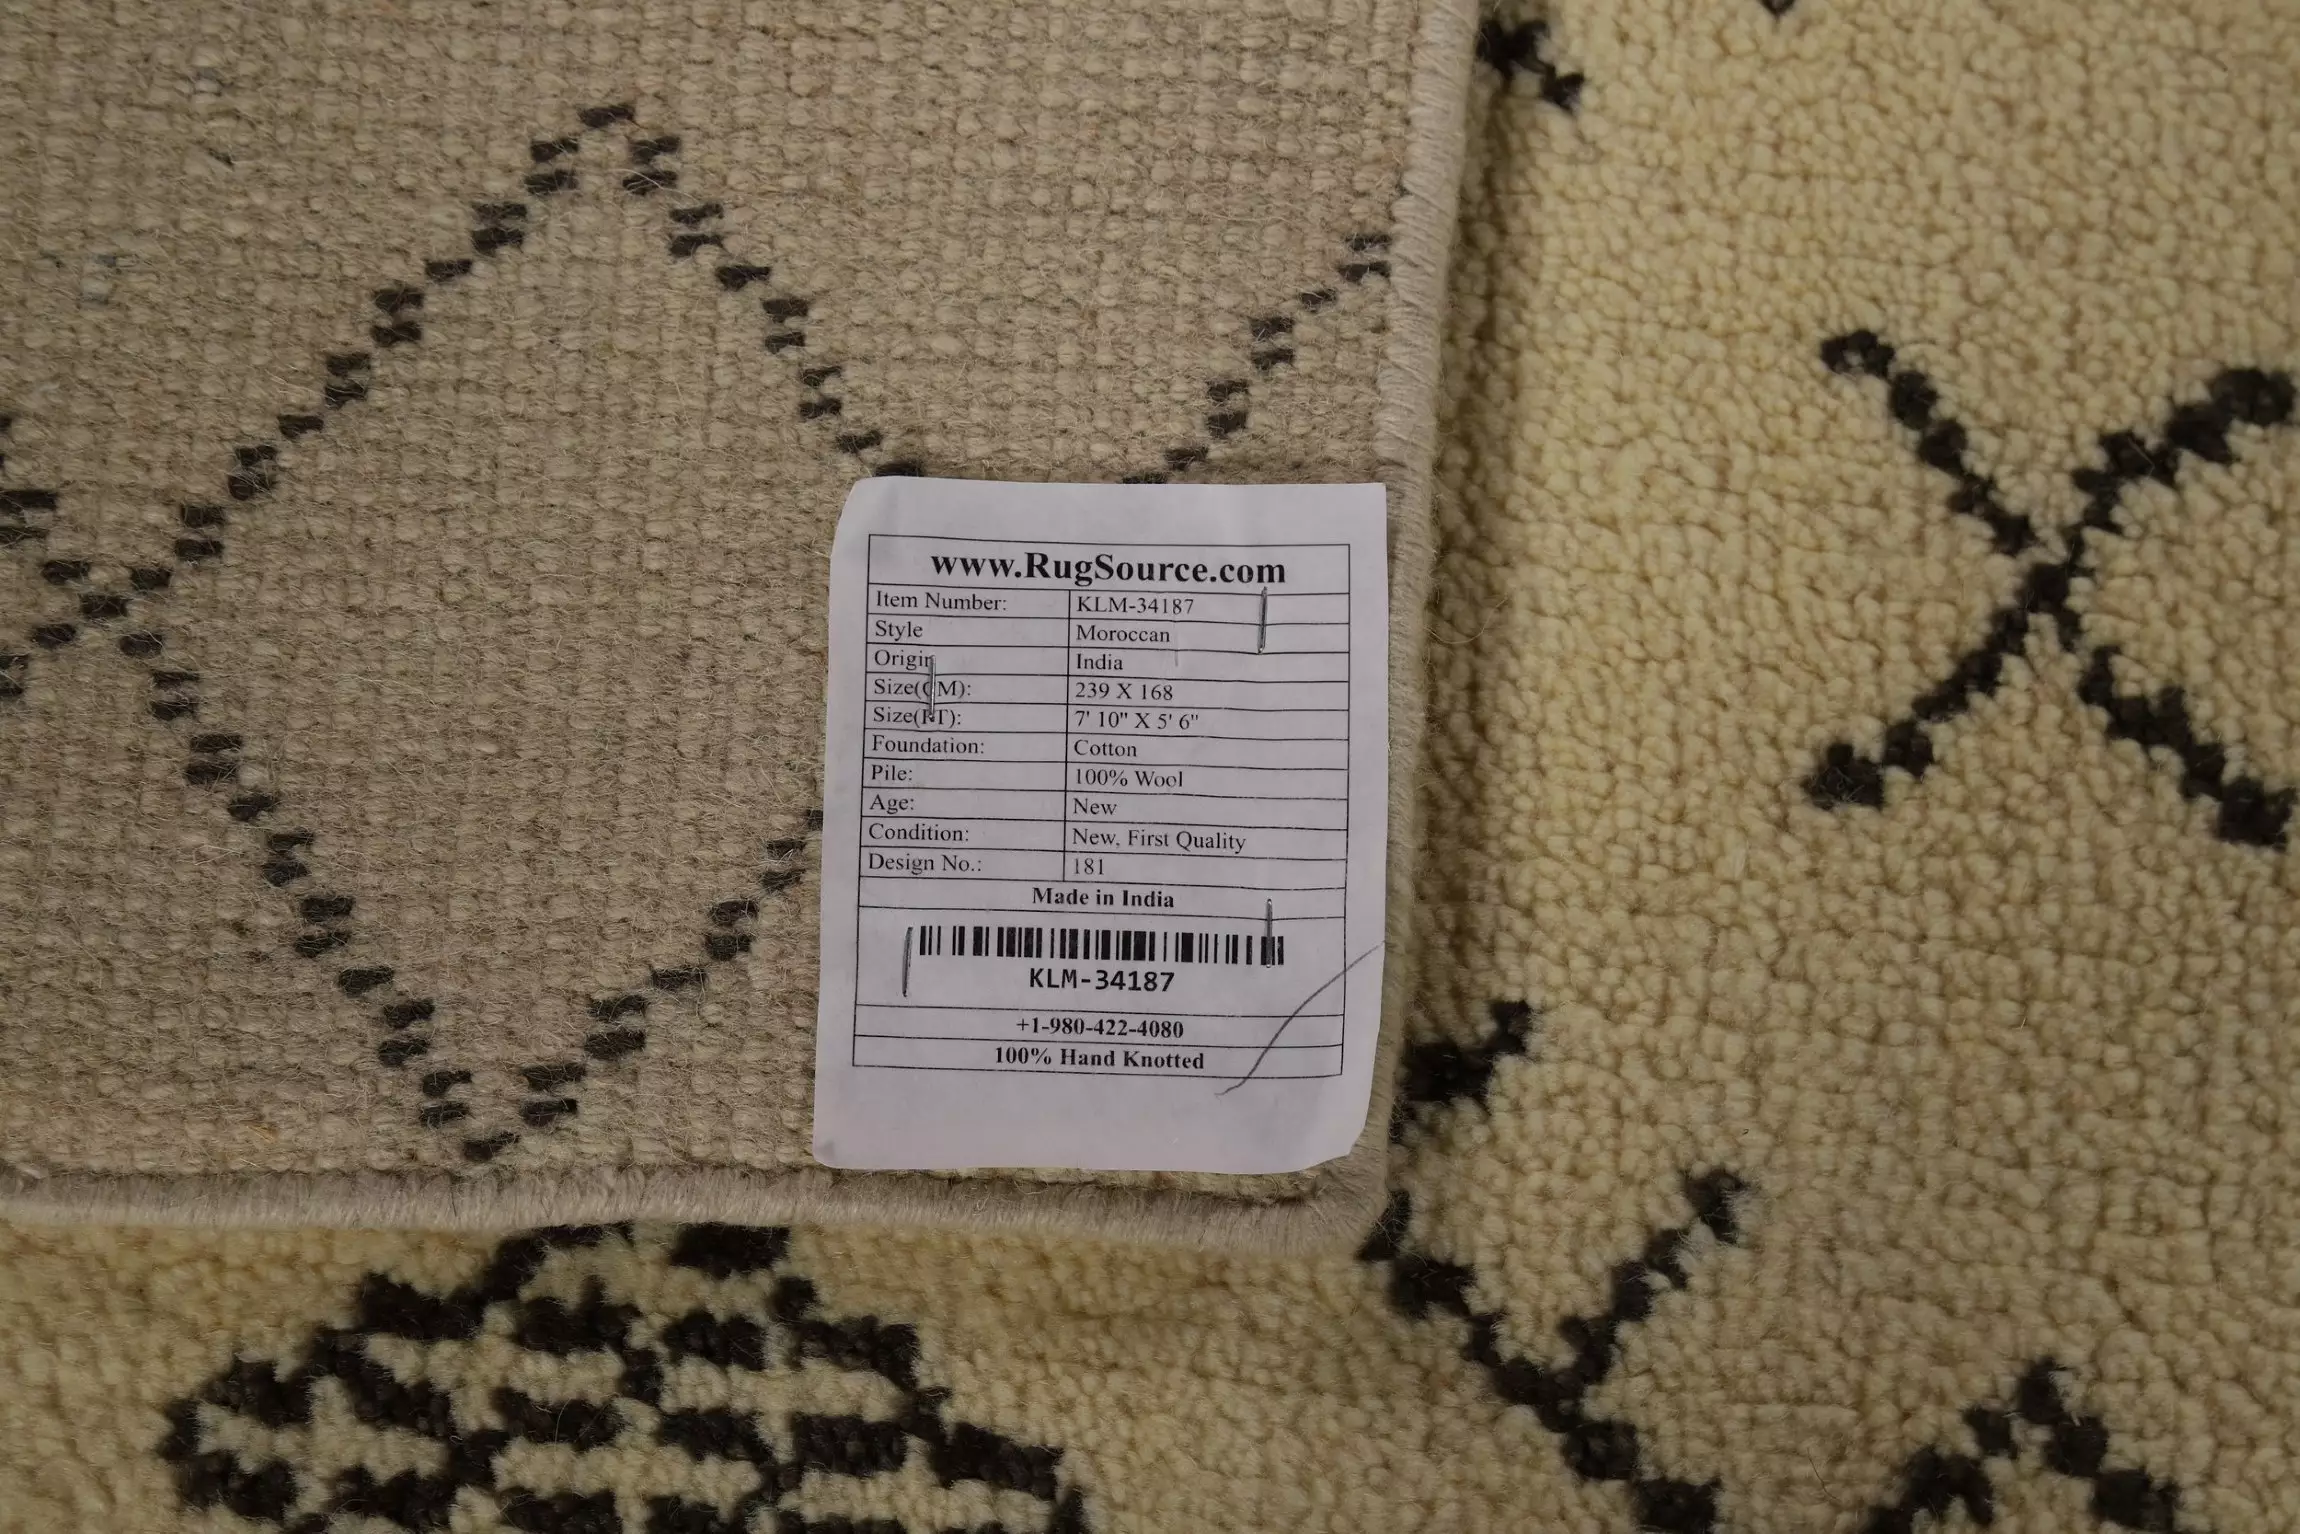 www.RugSource.com
Item Number: KLM-34187
Style Moroccan
Origin India
Size(CM): 239 X 168
Size(FT): 7' 10" X 5' 6"
Foundation: Cotton
Pile: 100% Wool
Age: New
Condition: New, First Quality
Design No.: 181
Made in India
KLM-34187
+1-980-422-4080
100% Hand Knotted